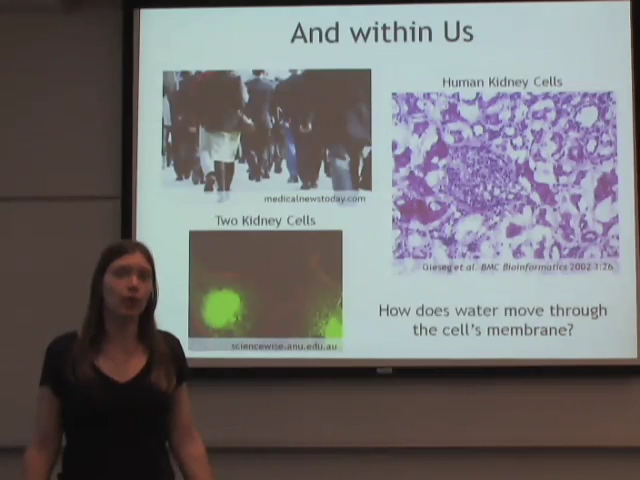 And within Us
Human Kidney Cells
medicalnewstoday.com
Two Kidney Cells
Gieseg et al. BMC Bioinformatics 2002 1:26
How does water move through
the cell's membrane?
sciencewise.anu.edu.au